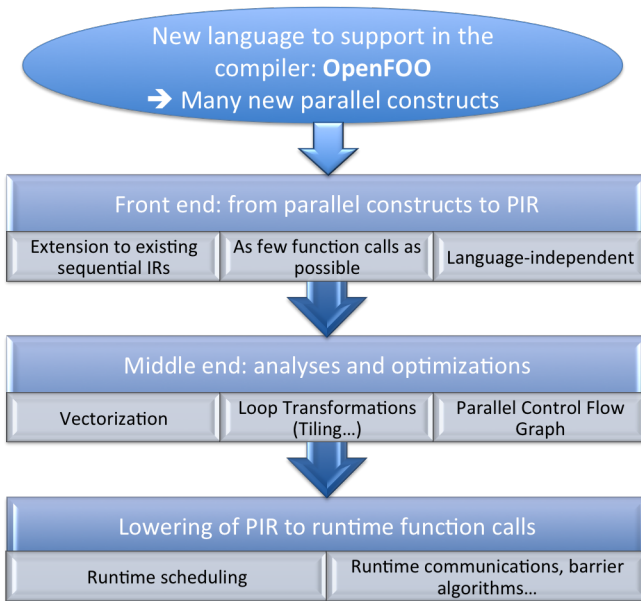 New language to support in the
compiler: OpenFOO
➔ Many new parallel constructs
Front end: from parallel constructs to PIR
Extension to existing
sequential IRs
As few function calls as
possible
Language-independent
Middle end: analyses and optimizations
Vectorization
Loop Transformations
(Tiling…)
Parallel Control Flow
Graph
Lowering of PIR to runtime function calls
Runtime scheduling
Runtime communications, barrier
algorithms…